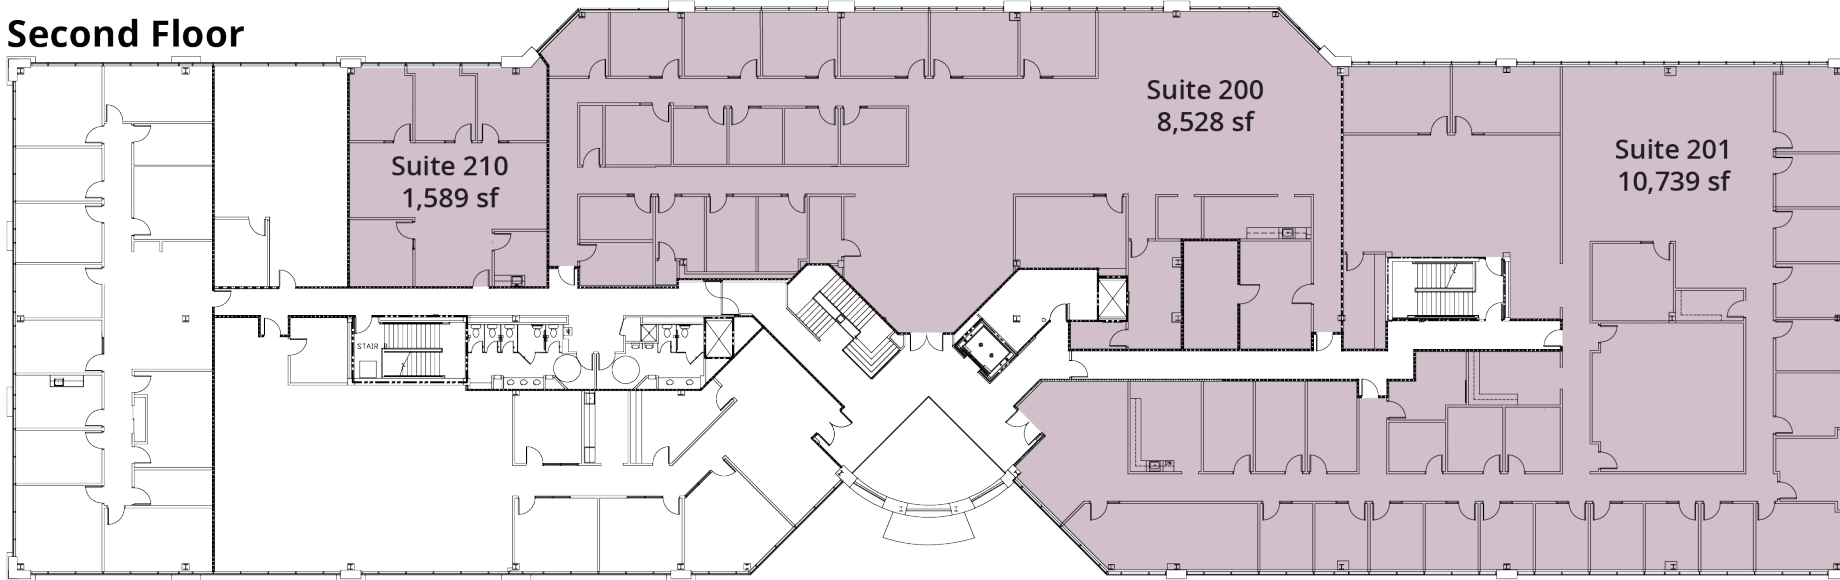 Second Floor
Suite 200
8,528 sf
Suite 210
1,589 sf
Suite 201
10,739 sf
STAIR